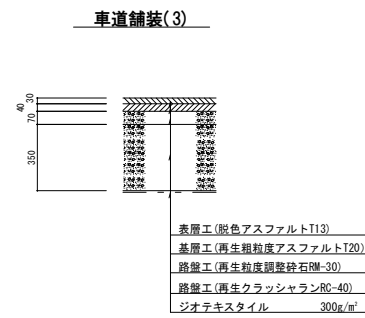 車道舗装(3)
30
40
70
350
表層工(脱色アスファルトT13)
基層工(再生粗粒度アスファルトT20)
路盤工(再生粒度調整砕石RM-30)
路盤工(再生クラッシャランRC-40)
ジオテキスタイル 300g/㎡